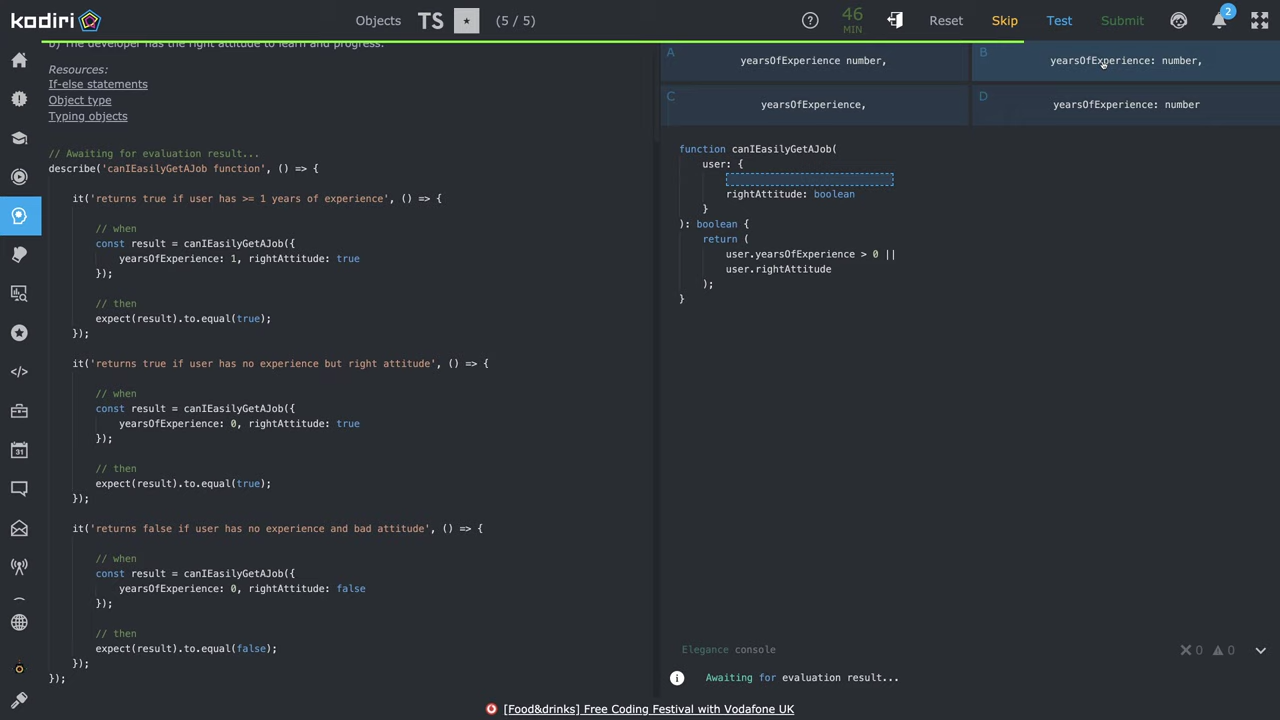 kodiri
Objects TS (5 / 5)
46
MIN
Reset
Skip
Test
Submit
2
b) The developer has the right attitude to learn and progress.
Resources:
If-else statements
Object type
Typing objects
// Awaiting for evaluation result...
describe('canIEasilyGetAJob function', () => {
it('returns true if user has >= 1 years of experience', () => {
// when
const result = canIEasilyGetAJob({
yearsOfExperience: 1, rightAttitude: true
});
// then
expect(result).to.equal(true);
});
it('returns true if user has no experience but right attitude', () => {
// when
const result = canIEasilyGetAJob({
yearsOfExperience: 0, rightAttitude: true
});
// then
expect(result).to.equal(true);
});
it('returns false if user has no experience and bad attitude', () => {
// when
const result = canIEasilyGetAJob({
yearsOfExperience: 0, rightAttitude: false
});
// then
expect(result).to.equal(false);
});
});
A yearsOfExperience number,
B yearsOfExperience: number,
C yearsOfExperience,
D yearsOfExperience: number
function canIEasilyGetAJob(
user: {
rightAttitude: boolean
}
): boolean {
return (
user.yearsOfExperience > 0 ||
user.rightAttitude
);
}
Elegance console
0 0
Awaiting for evaluation result...
31
[Food&drinks] Free Coding Festival with Vodafone UK